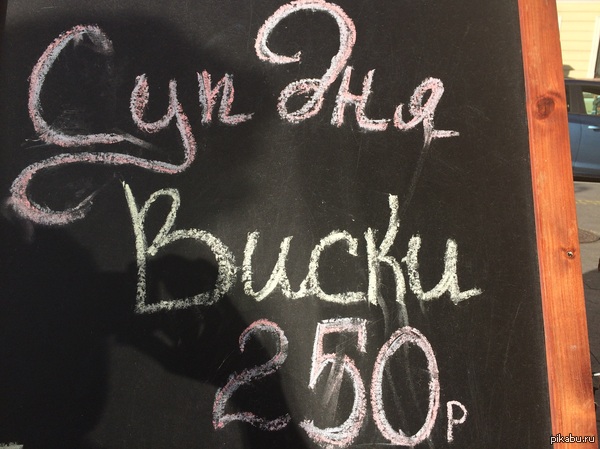 Суп Дня
Виски
250р
pikabu.ru